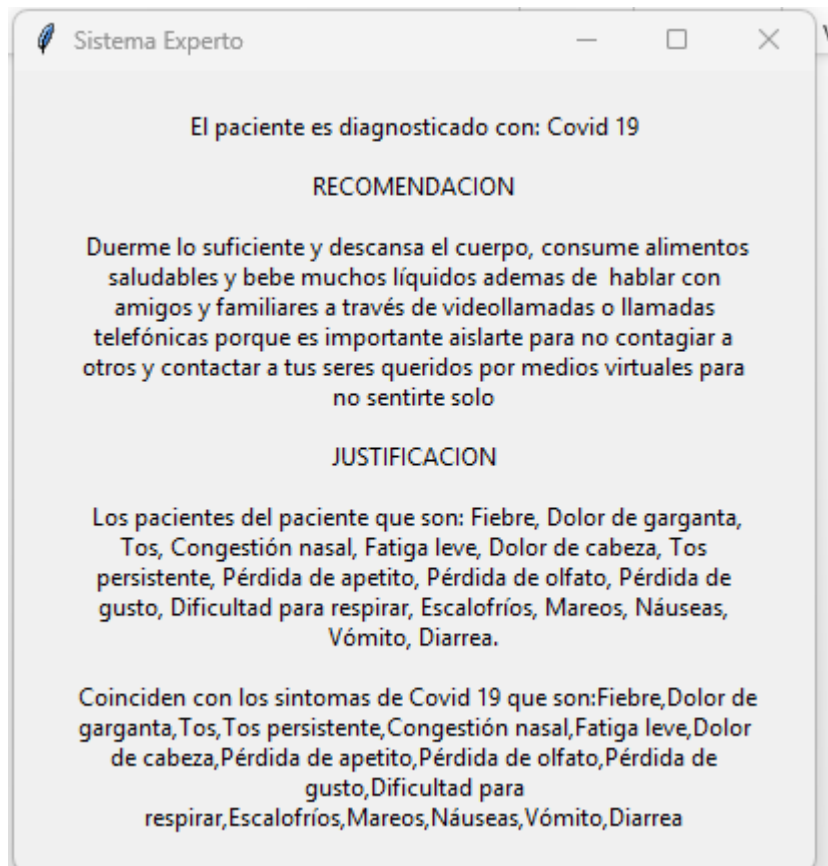 Sistema Experto
El paciente es diagnosticado con: Covid 19
RECOMENDACION
Duerme lo suficiente y descansa el cuerpo, consume alimentos
saludables y bebe muchos líquidos ademas de  hablar con
amigos y familiares a través de videollamadas o llamadas
telefónicas porque es importante aislarte para no contagiar a
otros y contactar a tus seres queridos por medios virtuales para
no sentirte solo
JUSTIFICACION
Los pacientes del paciente que son: Fiebre, Dolor de garganta,
Tos, Congestión nasal, Fatiga leve, Dolor de cabeza, Tos
persistente, Pérdida de apetito, Pérdida de olfato, Pérdida de
gusto, Dificultad para respirar, Escalofríos, Mareos, Náuseas,
Vómito, Diarrea.
Coinciden con los sintomas de Covid 19 que son:Fiebre,Dolor de
garganta,Tos,Tos persistente,Congestión nasal,Fatiga leve,Dolor
de cabeza,Pérdida de apetito,Pérdida de olfato,Pérdida de
gusto,Dificultad para
respirar,Escalofríos,Mareos,Náuseas,Vómito,Diarrea